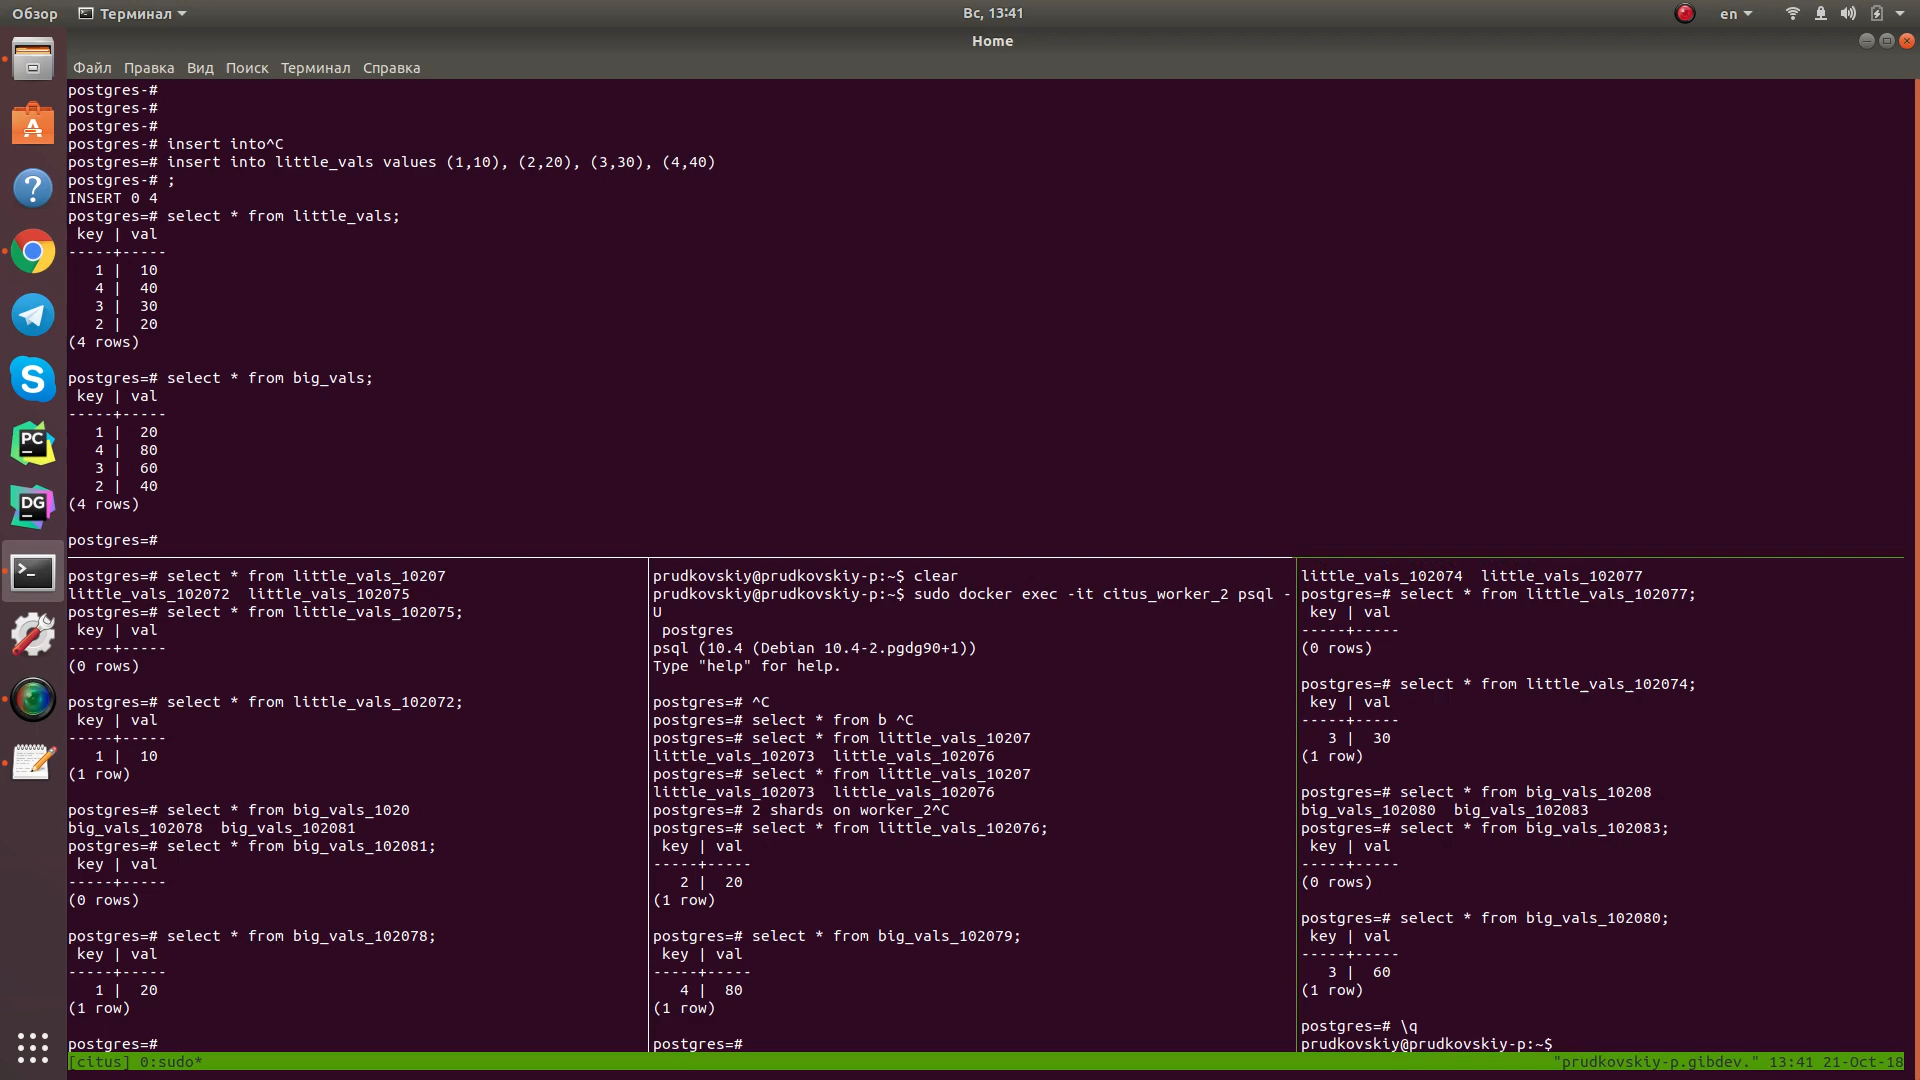 Обзор
Терминал
Вс, 13:41
en
Home
Файл Правка Вид Поиск Терминал Справка
postgres-#
postgres-#
postgres-#
postgres-# insert into^C
postgres=# insert into little_vals values (1,10), (2,20), (3,30), (4,40)
postgres-# ;
INSERT 0 4
postgres=# select * from little_vals;
 key | val
-----+-----
   1 |  10
   4 |  40
   3 |  30
   2 |  20
(4 rows)
postgres=# select * from big_vals;
 key | val
-----+-----
   1 |  20
   4 |  80
   3 |  60
   2 |  40
(4 rows)
postgres=#
postgres=# select * from little_vals_10207
little_vals_102072  little_vals_102075
postgres=# select * from little_vals_102075;
 key | val
-----+-----
(0 rows)
postgres=# select * from little_vals_102072;
 key | val
-----+-----
   1 |  10
(1 row)
postgres=# select * from big_vals_1020
big_vals_102078  big_vals_102081
postgres=# select * from big_vals_102081;
 key | val
-----+-----
(0 rows)
postgres=# select * from big_vals_102078;
 key | val
-----+-----
   1 |  20
(1 row)
postgres=#
prudkovskiy@prudkovskiy-p:~$ clear
prudkovskiy@prudkovskiy-p:~$ sudo docker exec -it citus_worker_2 psql -
U
 postgres
psql (10.4 (Debian 10.4-2.pgdg90+1))
Type "help" for help.
postgres=# ^C
postgres=# select * from b ^C
postgres=# select * from little_vals_10207
little_vals_102073  little_vals_102076
postgres=# select * from little_vals_10207
little_vals_102073  little_vals_102076
postgres=# 2 shards on worker_2^C
postgres=# select * from little_vals_102076;
 key | val
-----+-----
   2 |  20
(1 row)
postgres=# select * from big_vals_102079;
 key | val
-----+-----
   4 |  80
(1 row)
postgres=#
little_vals_102074  little_vals_102077
postgres=# select * from little_vals_102077;
 key | val
-----+-----
(0 rows)
postgres=# select * from little_vals_102074;
 key | val
-----+-----
   3 |  30
(1 row)
postgres=# select * from big_vals_10208
big_vals_102080  big_vals_102083
postgres=# select * from big_vals_102083;
 key | val
-----+-----
(0 rows)
postgres=# select * from big_vals_102080;
 key | val
-----+-----
   3 |  60
(1 row)
postgres=# \q
prudkovskiy@prudkovskiy-p:~$
[citus] 0:sudo*
"prudkovskiy-p.gibdev." 13:41 21-Oct-18
A
?
S
PC
DG
>_